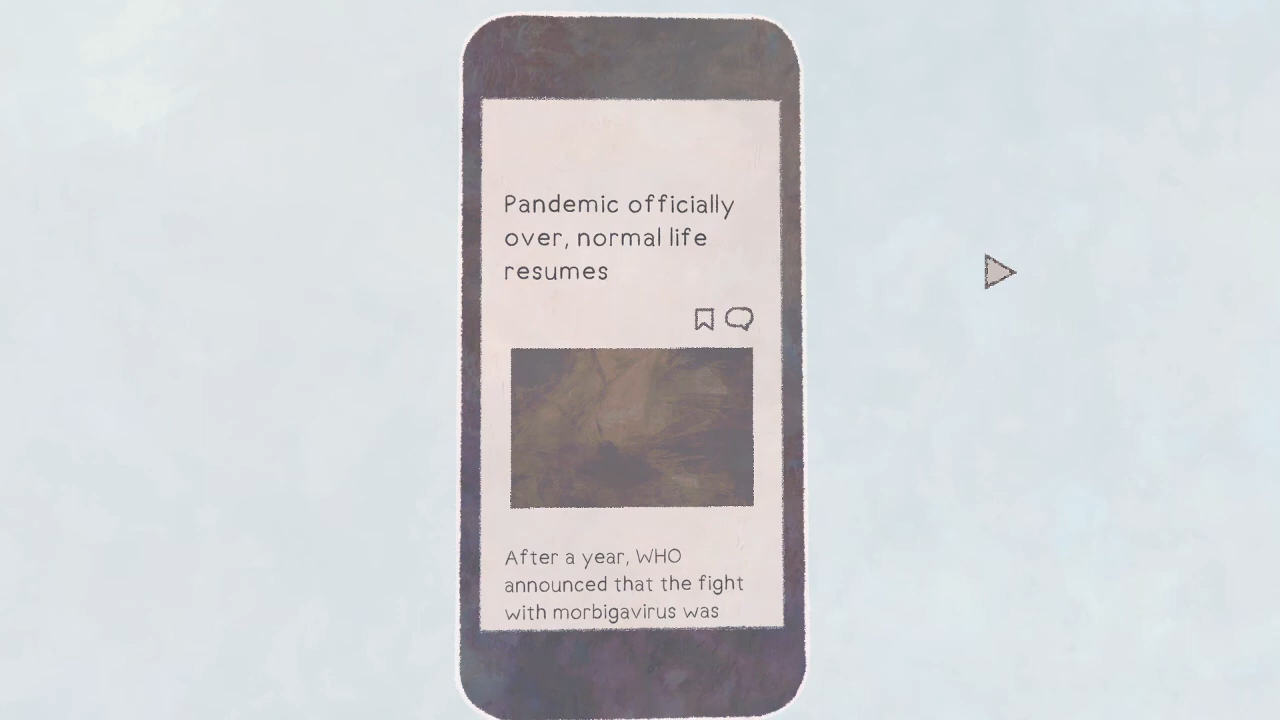 Pandemic officially
over, normal life
resumes
After a year, WHO
announced that the fight
with morbigavirus was